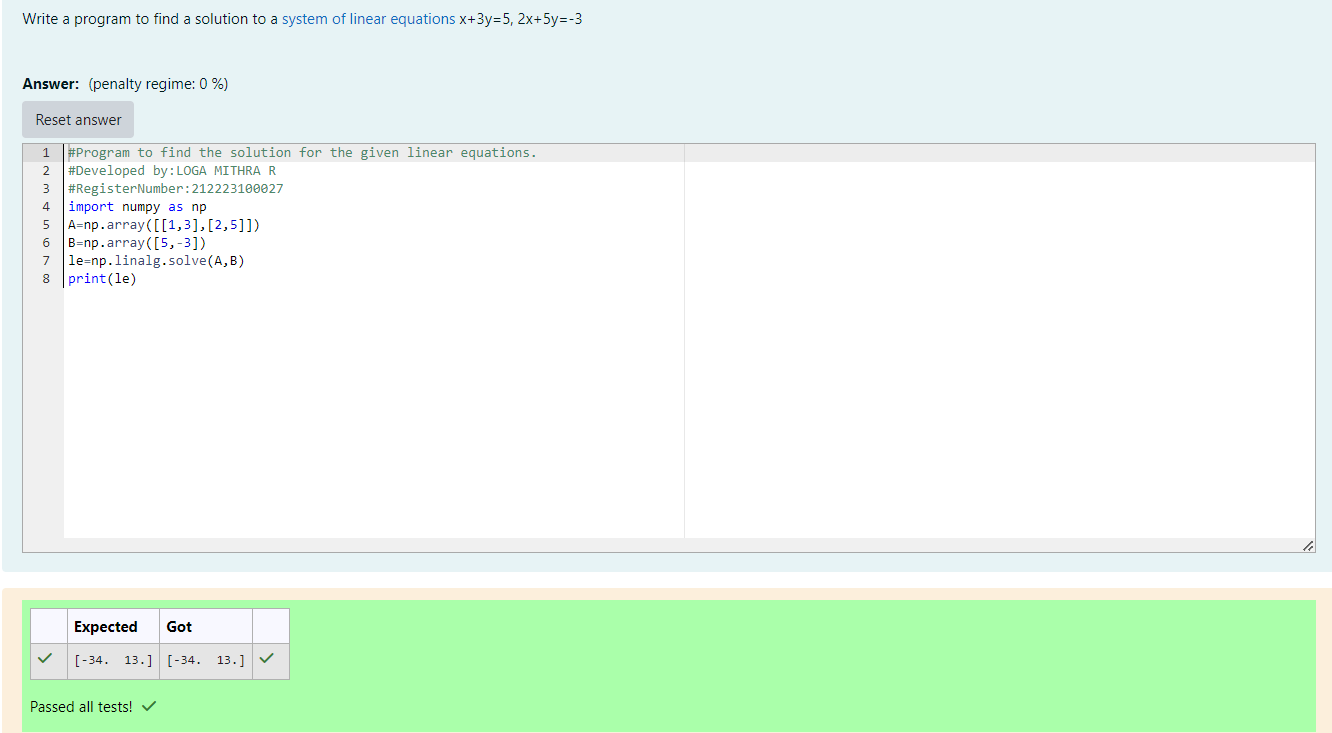 Write a program to find a solution to a system of linear equations x+3y=5, 2x+5y=-3
Answer: (penalty regime: 0 %)
Reset answer
1 #Program to find the solution for the given linear equations.
2 #Developed by:LOGA MITHRA R
3 #RegisterNumber:212223100027
4 import numpy as np
5 A=np.array([[1,3],[2,5]])
6 B=np.array([5,-3])
7 le=np.linalg.solve(A,B)
8 print(le)
Expected Got
[-34.  13.] [-34.  13.]
Passed all tests!